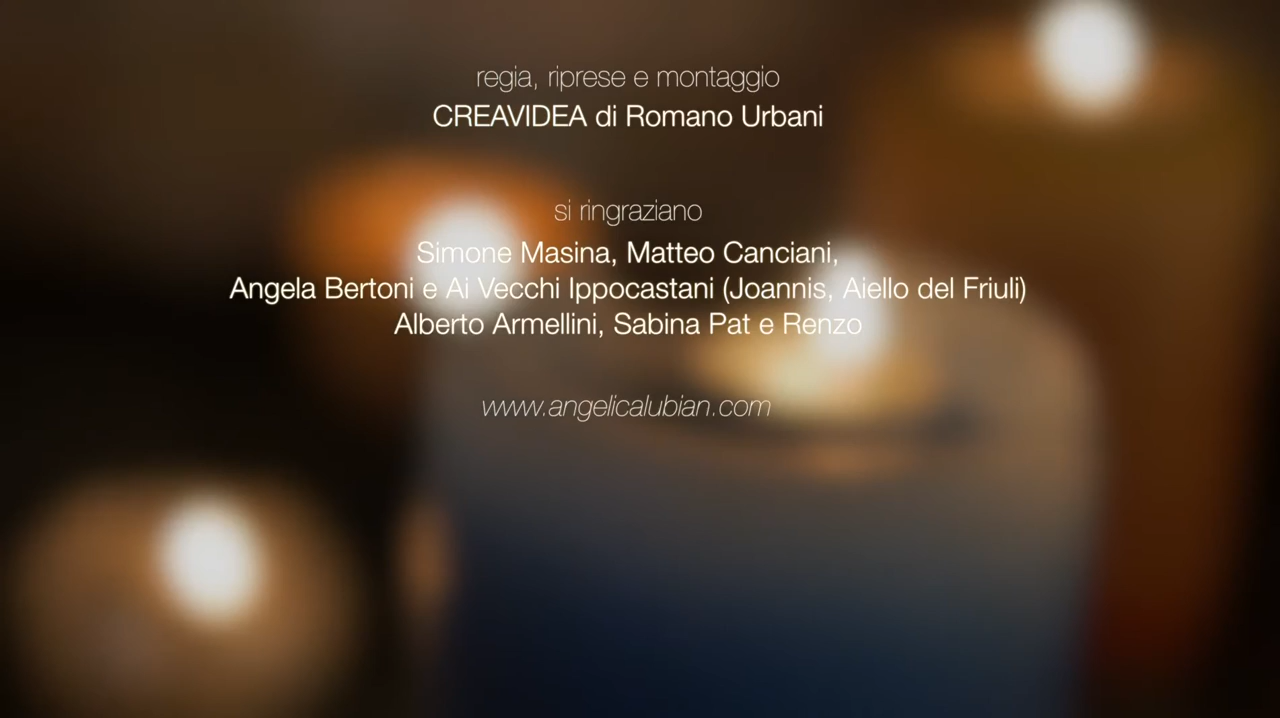 regia, riprese e montaggio
CREAVIDEA di Romano Urbani
si ringraziano
Simone Masina, Matteo Canciani,
Angela Bertoni e Ai Vecchi Ippocastani (Joannis, Aiello del Friuli)
Alberto Armellini, Sabina Pat e Renzo
www.angelicalubian.com